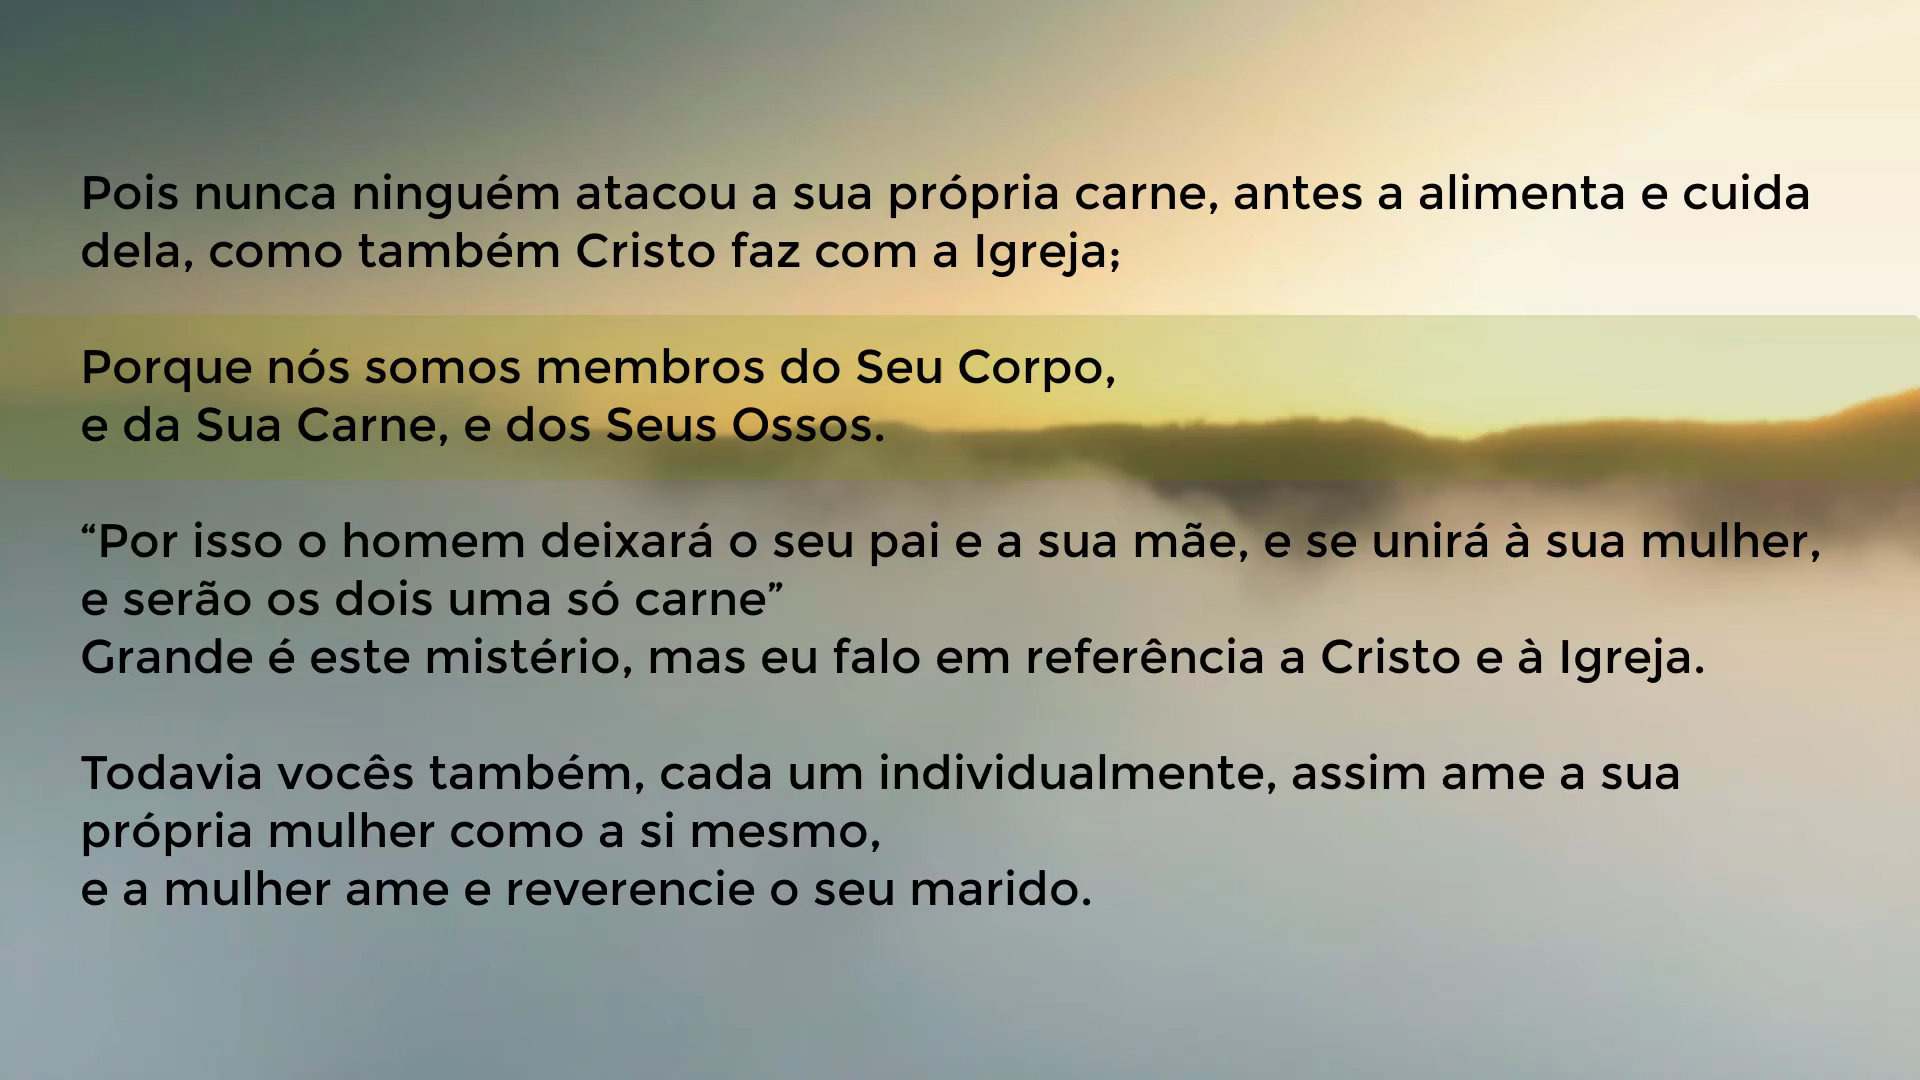 Pois nunca ninguém atacou a sua própria carne, antes a alimenta e cuida
dela, como também Cristo faz com a Igreja;
Porque nós somos membros do Seu Corpo,
e da Sua Carne, e dos Seus Ossos.
“Por isso o homem deixará o seu pai e a sua mãe, e se unirá à sua mulher,
e serão os dois uma só carne”
Grande é este mistério, mas eu falo em referência a Cristo e à Igreja.
Todavia vocês também, cada um individualmente, assim ame a sua
própria mulher como a si mesmo,
e a mulher ame e reverencie o seu marido.